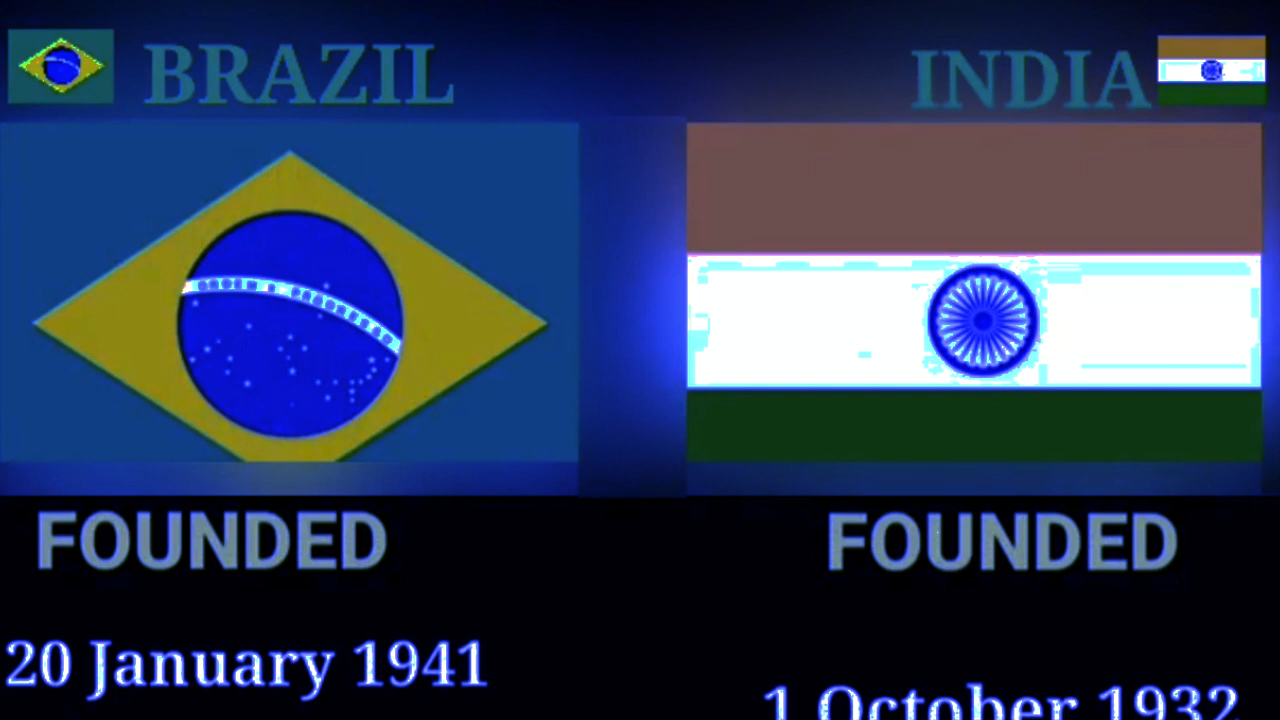 BRAZIL
INDIA
FOUNDED
FOUNDED
20 January 1941
1 October 1932